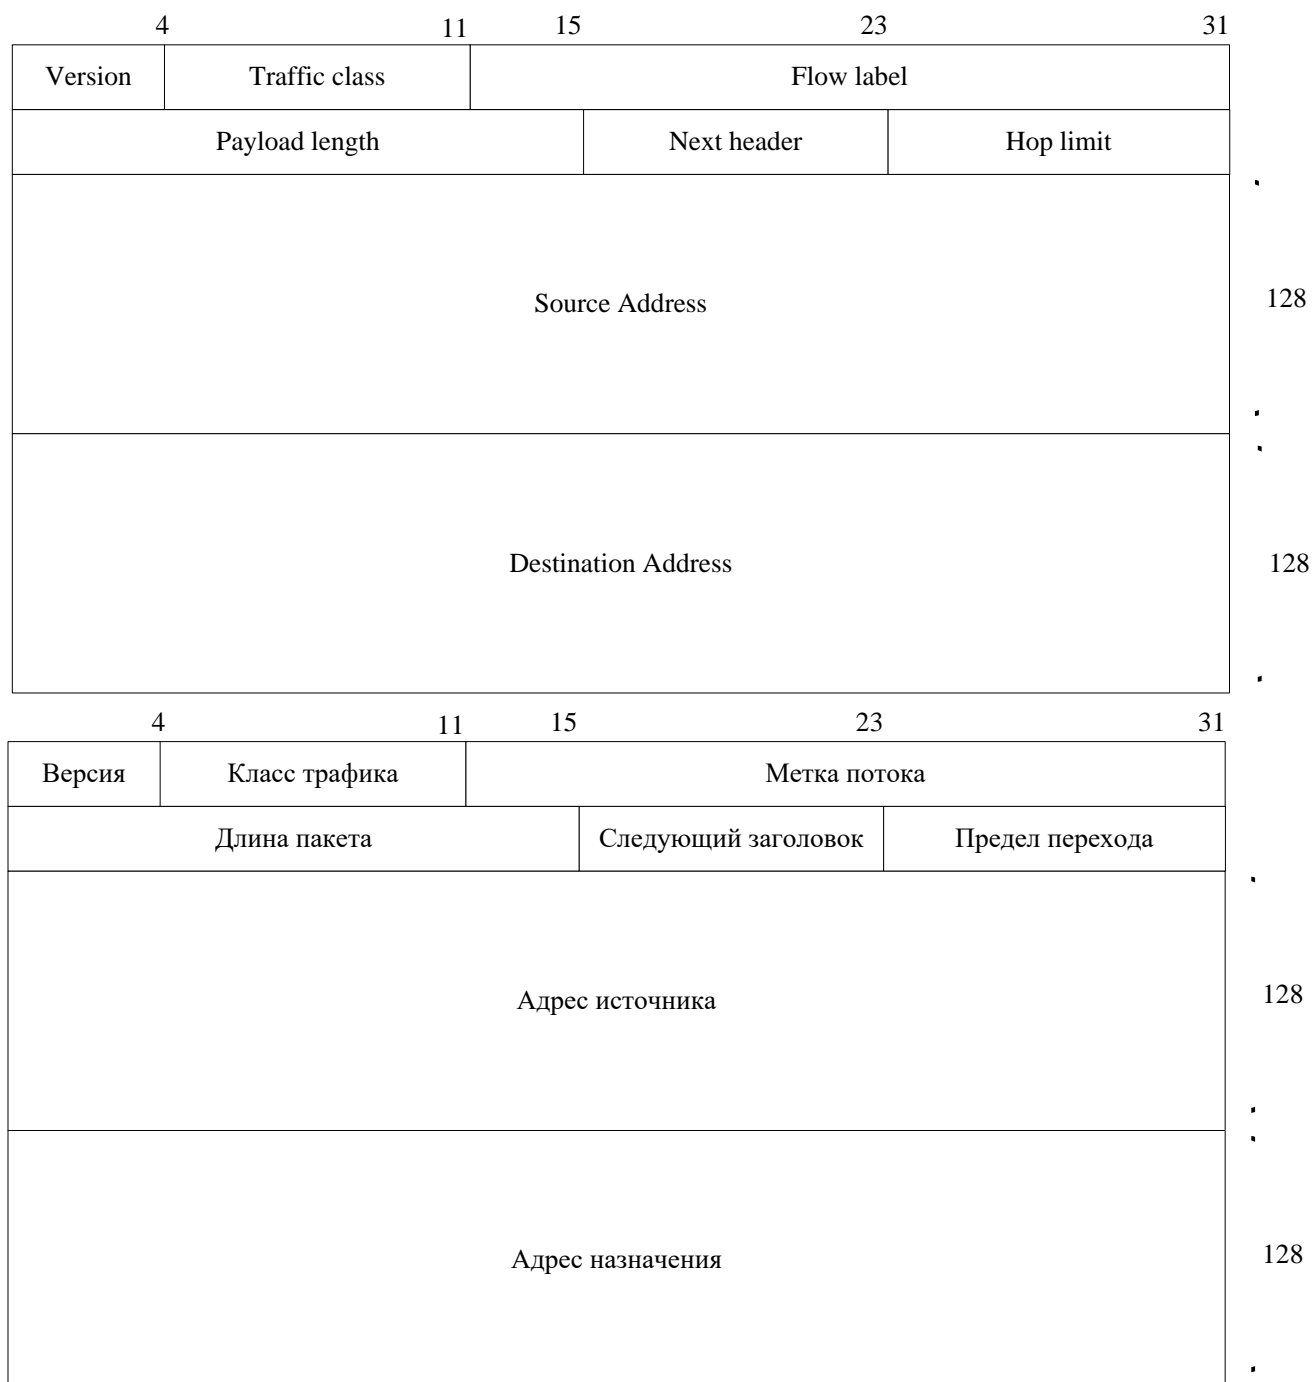 4 11 15 23 31
Version Traffic class Flow label
Payload length Next header Hop limit
Source Address 128
Destination Address 128
4 11 15 23 31
Версия Класс трафика Метка потока
Длина пакета Следующий заголовок Предел перехода
Адрес источника 128
Адрес назначения 128